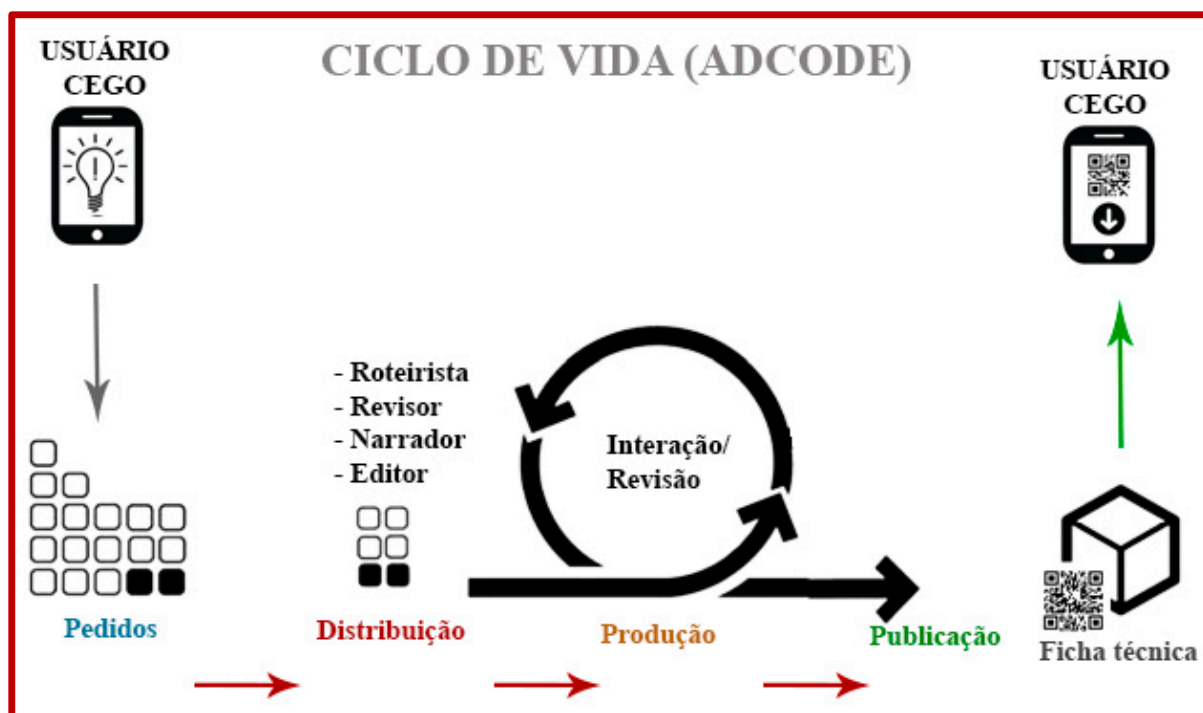 USUÁRIO
CEGO
CICLO DE VIDA (ADCODE)
USUÁRIO
CEGO
- Roteirista
- Revisor
- Narrador
- Editor
Interação/
Revisão
Pedidos
Distribuição
Produção
Publicação
Ficha técnica